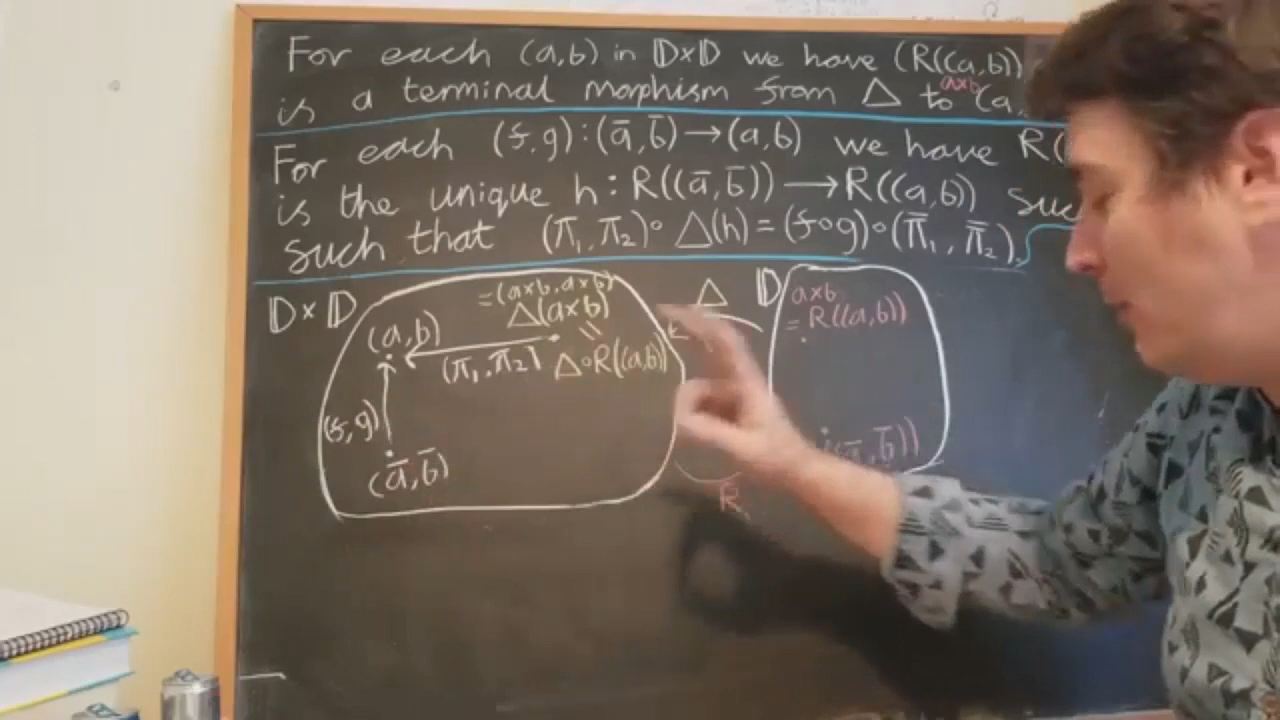 For each (a,b) in 𝔻×𝔻 we have (R((a,b))
is a terminal morphism from Δ to (a,
a×b
For each (f,g):(ā,b̄)→(a,b) we have R(
is the unique h:R((ā,b̄))→R((a,b)) suc
such that (π₁,π₂)∘Δ(h)=(f∘g)∘(π̄₁,π̄₂).
𝔻×𝔻
=(a×b,a×b)
Δ(a×b)
=
Δ∘R((a,b))
(a,b)
(π₁,π₂)
(f,g)
(ā,b̄)
Δ
R
𝔻
a×b
=R((a,b))
ā,b̄))